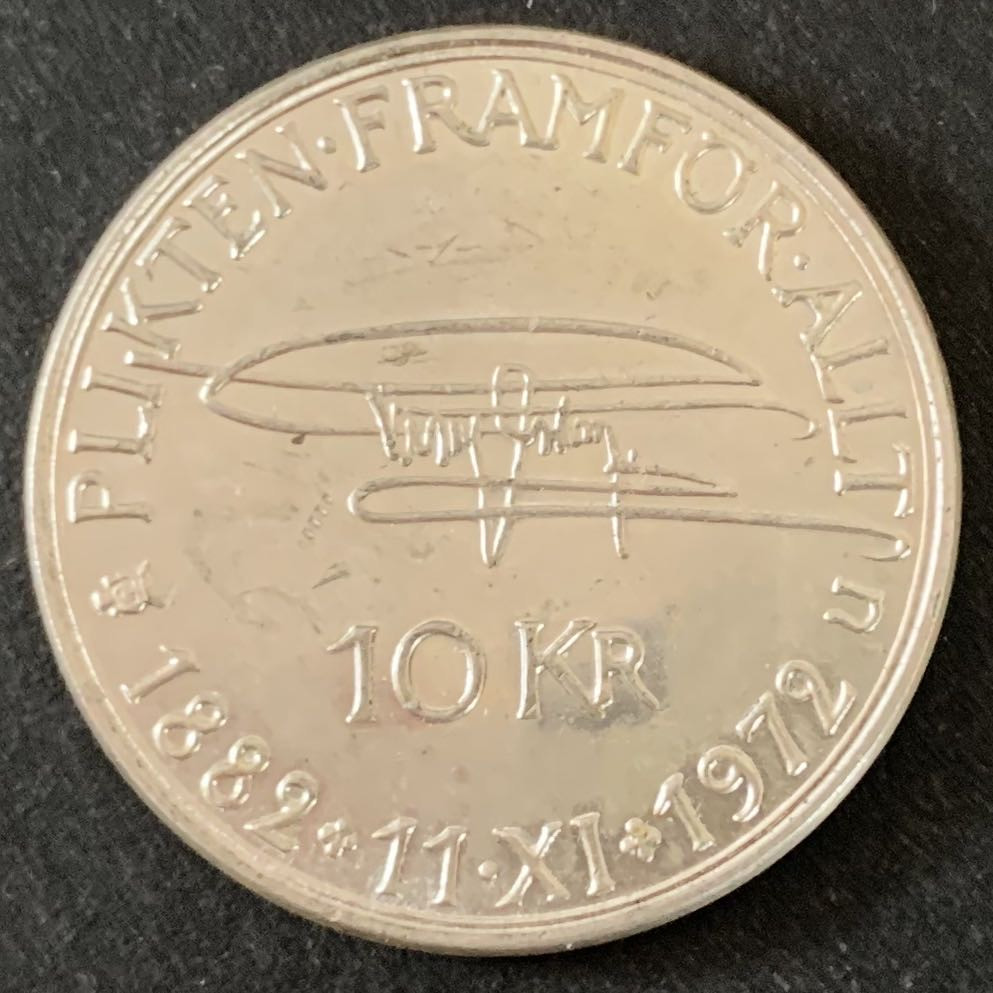 PLIKTEN·FRAMFÖR·ALLT
10 KR
U
1882 * 11·XI * 1972